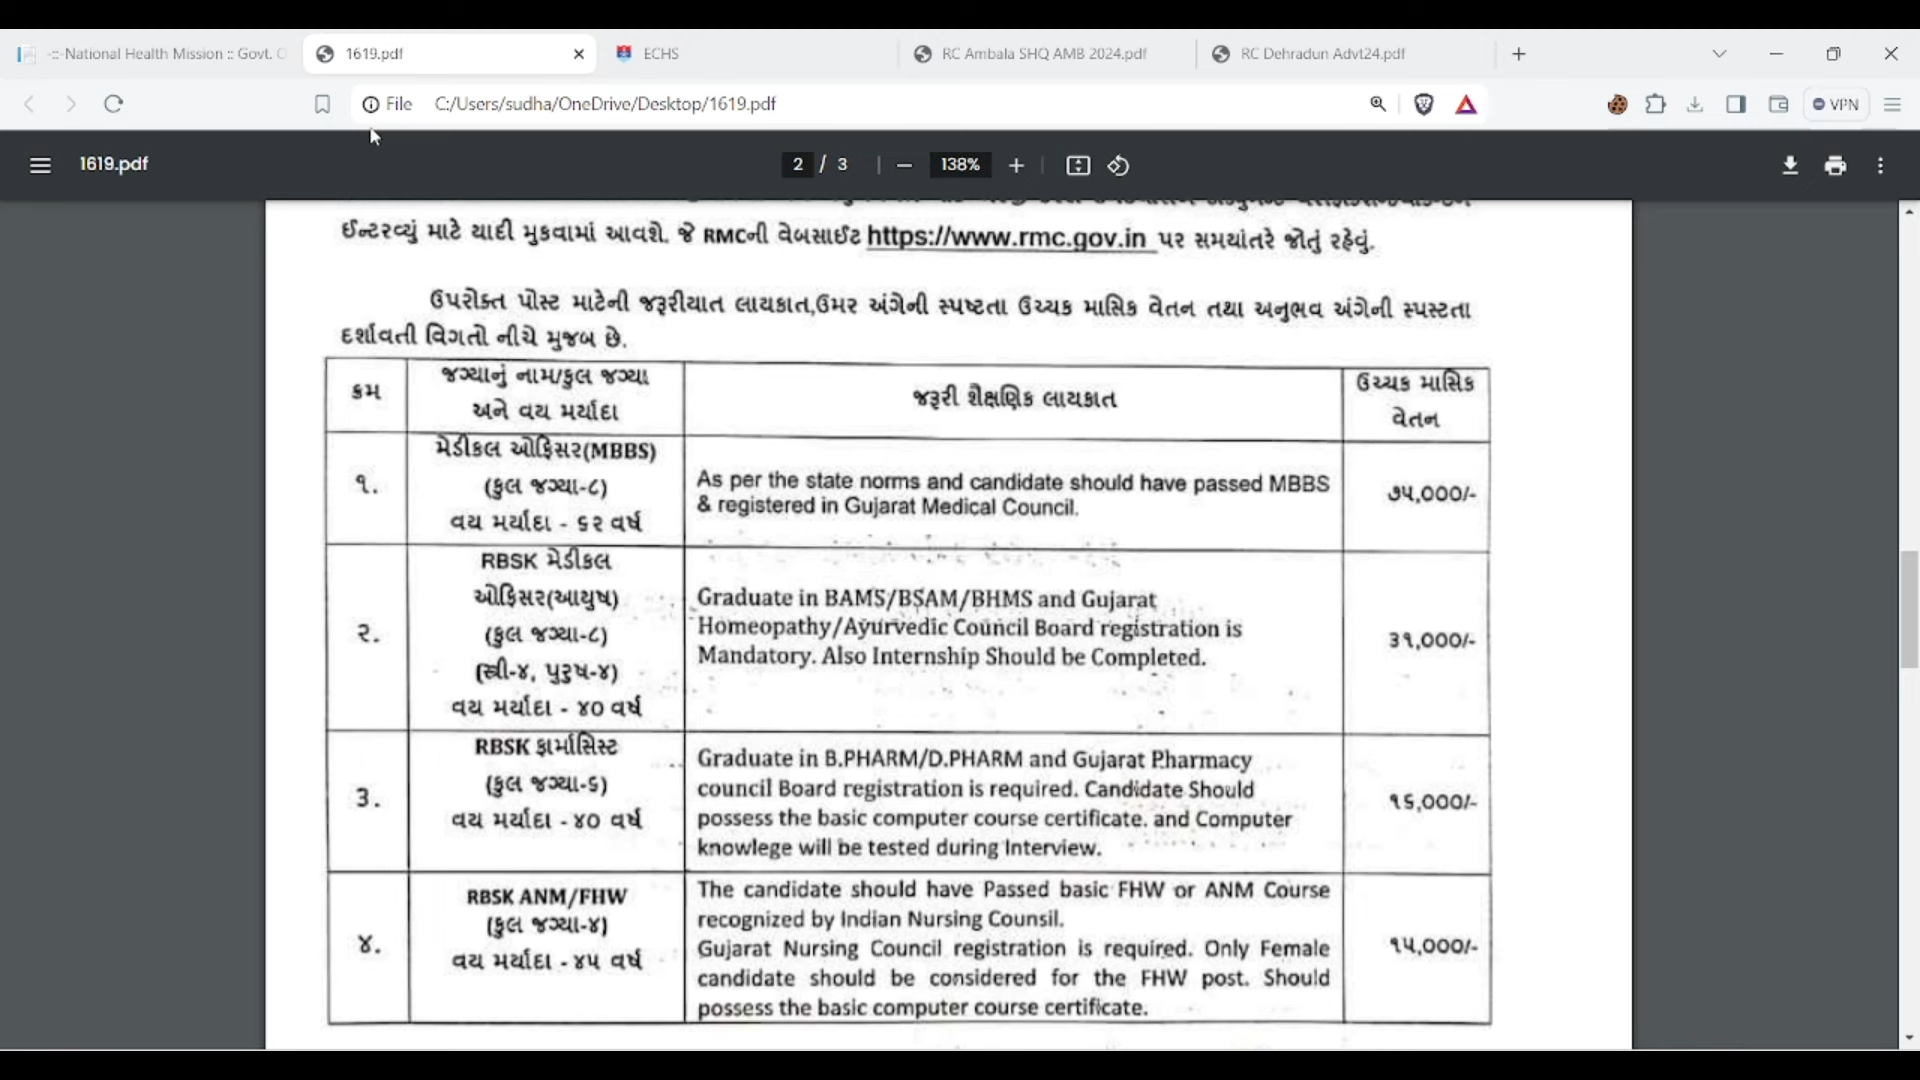 -::-National Health Mission :: Govt. O
1619.pdf
ECHS
RC Ambala SHQ AMB 2024.pdf
RC Dehradun Advt24.pdf
File C:/Users/sudha/OneDrive/Desktop/1619.pdf
VPN
1619.pdf
2 / 3
138%
ઈન્ટરવ્યું માટે યાદી મુકવામાં આવશે. જે RMCની વેબસાઈટ https://www.rmc.gov.in પર સમયાંતરે જોતું રહેવું.
ઉપરોક્ત પોસ્ટ માટેની જરૂરીયાત લાયકાત,ઉમર અંગેની સ્પષ્ટતા ઉચ્ચક માસિક વેતન તથા અનુભવ અંગેની સ્પસ્ટતા
દર્શાવતી વિગતો નીચે મુજબ છે.
ક્રમ
જગ્યાનું નામ/કુલ જગ્યા
અને વય મર્યાદા
જરૂરી શૈક્ષણિક લાયકાત
ઉચ્ચક માસિક
વેતન
૧.
મેડીકલ ઓફિસર(MBBS)
(કુલ જગ્યા-૮)
વય મર્યાદા - ૬૨ વર્ષ
As per the state norms and candidate should have passed MBBS
& registered in Gujarat Medical Council.
૭૫,000/-
૨.
RBSK મેડીકલ
ઓફિસર(આયુષ)
(કુલ જગ્યા-૮)
(સ્ત્રી-૪, પુરુષ-૪)
વય મર્યાદા - ૪૦ વર્ષ
Graduate in BAMS/BSAM/BHMS and Gujarat
Homeopathy/Ayurvedic Council Board registration is
Mandatory. Also Internship Should be Completed.
૩૧,000/-
૩.
RBSK ફાર્માસિસ્ટ
(કુલ જગ્યા-૬)
વય મર્યાદા - ૪૦ વર્ષ
Graduate in B.PHARM/D.PHARM and Gujarat Pharmacy
council Board registration is required. Candidate Should
possess the basic computer course certificate. and Computer
knowlege will be tested during Interview.
૧૬,000/-
૪.
RBSK ANM/FHW
(કુલ જગ્યા-૪)
વય મર્યાદા - ૪૫ વર્ષ
The candidate should have Passed basic FHW or ANM Course
recognized by Indian Nursing Counsil.
Gujarat Nursing Council registration is required. Only Female
candidate should be considered for the FHW post. Should
possess the basic computer course certificate.
૧૫,000/-